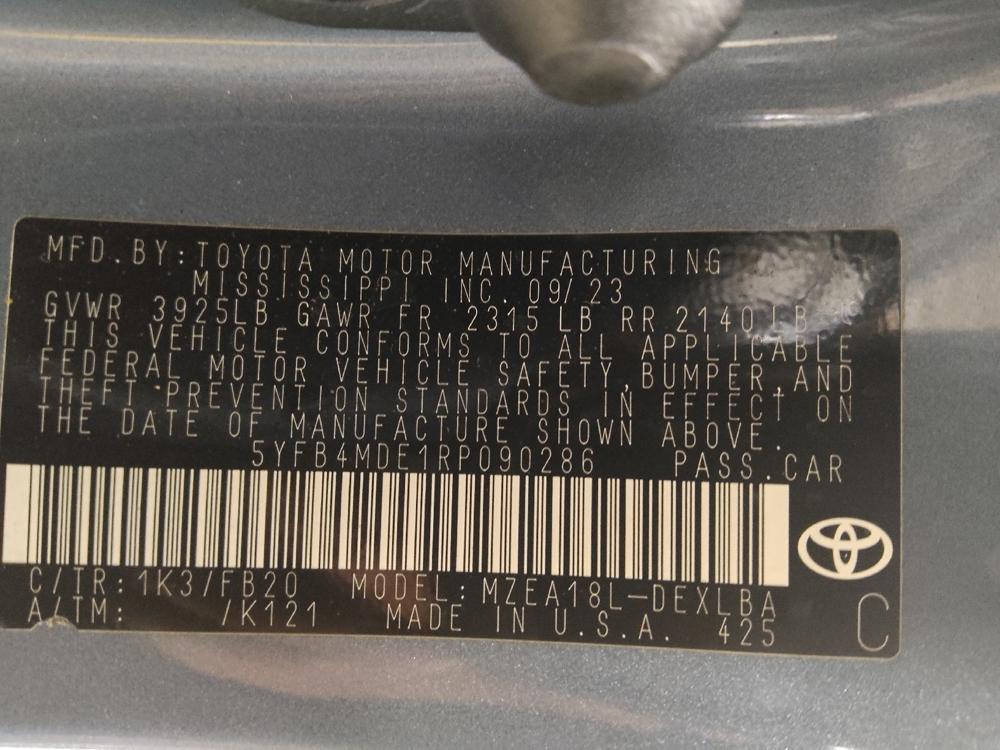 MFD.BY:TOYOTA MOTOR MANUFACTURING
MISSISSIPPI INC. 09/23
GVWR 3925LB GAWR FR 2315 LB RR 2140 LB
THIS VEHICLE CONFORMS TO ALL APPLICABLE
FEDERAL MOTOR VEHICLE SAFETY,BUMPER,AND
THEFT PREVENTION STANDARDS IN EFFECT ON
THE DATE OF MANUFACTURE SHOWN ABOVE.
5YFB4MDE1RP090286 PASS.CAR
C/TR:1K3/FB20 MODEL:MZEA18L-DEXLBA
A/TM: /K121 MADE IN U.S.A. 425
C